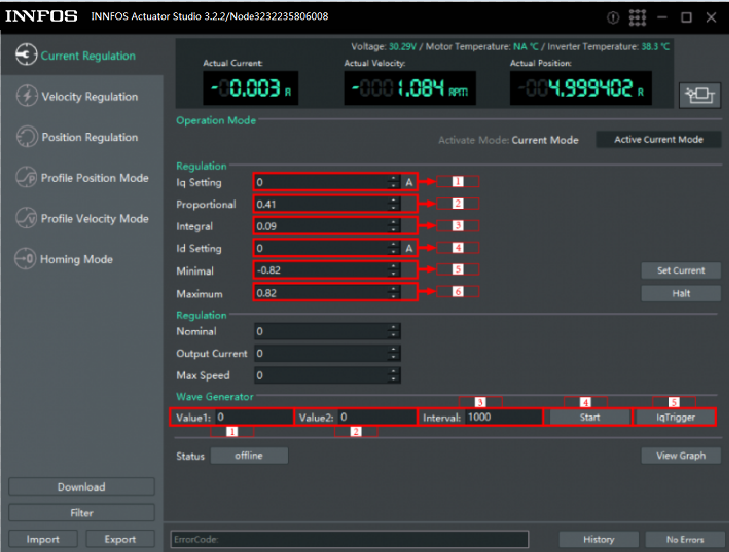 INNFOS INNFOS Actuator Studio 3.2.2/Node3232235806008
Current Regulation
Velocity Regulation
Position Regulation
Profile Position Mode
Profile Velocity Mode
Homing Mode
Download
Filter
Import Export
Voltage: 30.29V / Motor Temperature: NA °C / Inverter Temperature: 38.3 °C
Actual Current: Actual Velocity: Actual Position:
-0.003 A -1.084 RPM -4.999402 R
Operation Mode
Activate Mode: Current Mode Active Current Mode
Regulation
Iq Setting 0 A 1
Proportional 0.41 2
Integral 0.09 3
Id Setting 0 A 4
Minimal -0.82 5 Set Current
Maximum 0.82 6 Halt
Regulation
Nominal 0
Output Current 0
Max Speed 0
Wave Generator
3 4 5
Value1: 0 Value2: 0 Interval: 1000 Start IqTrigger
1 2
Status offline View Graph
ErrorCode: History No Errors